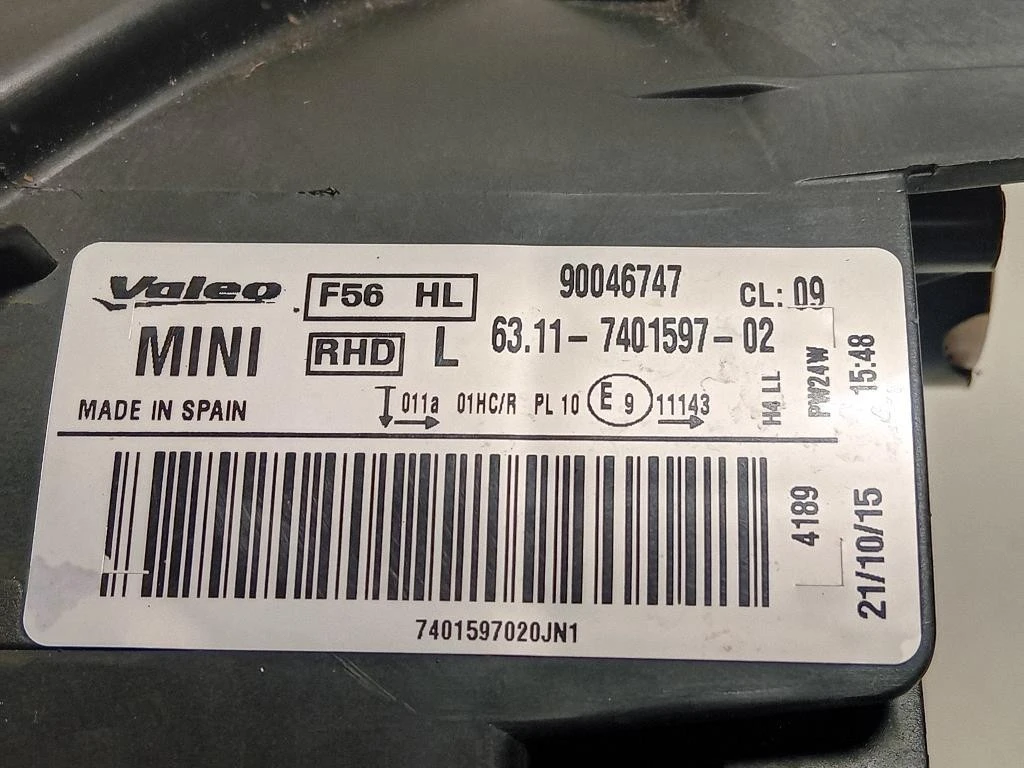 Valeo F56 HL 90046747 CL: 09
MINI RHD L 63.11-7401597-02
MADE IN SPAIN 011a 01HC/R PL 10 E 9 11143
H4 LL
PW24W
15:48
4189
21/10/15
7401597020JN1